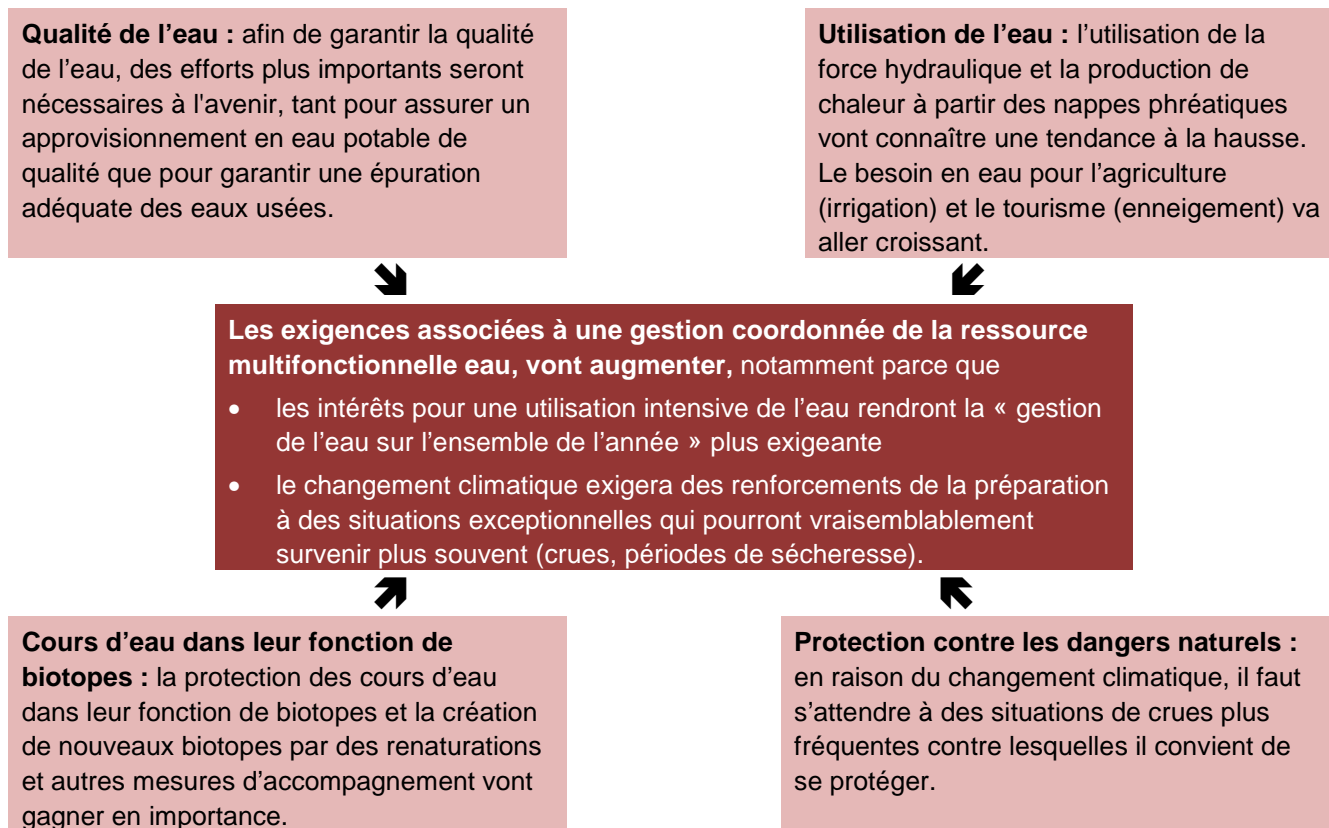 Qualité de l’eau : afin de garantir la qualité
de l’eau, des efforts plus importants seront
nécessaires à l'avenir, tant pour assurer un
approvisionnement en eau potable de
qualité que pour garantir une épuration
adéquate des eaux usées.
Utilisation de l’eau : l’utilisation de la
force hydraulique et la production de
chaleur à partir des nappes phréatiques
vont connaître une tendance à la hausse.
Le besoin en eau pour l’agriculture
(irrigation) et le tourisme (enneigement) va
aller croissant.
Les exigences associées à une gestion coordonnée de la ressource
multifonctionnelle eau, vont augmenter, notamment parce que
• les intérêts pour une utilisation intensive de l’eau rendront la « gestion
de l’eau sur l’ensemble de l’année » plus exigeante
• le changement climatique exigera des renforcements de la préparation
à des situations exceptionnelles qui pourront vraisemblablement
survenir plus souvent (crues, périodes de sécheresse).
Cours d’eau dans leur fonction de
biotopes : la protection des cours d’eau
dans leur fonction de biotopes et la création
de nouveaux biotopes par des renaturations
et autres mesures d’accompagnement vont
gagner en importance.
Protection contre les dangers naturels :
en raison du changement climatique, il faut
s’attendre à des situations de crues plus
fréquentes contre lesquelles il convient de
se protéger.